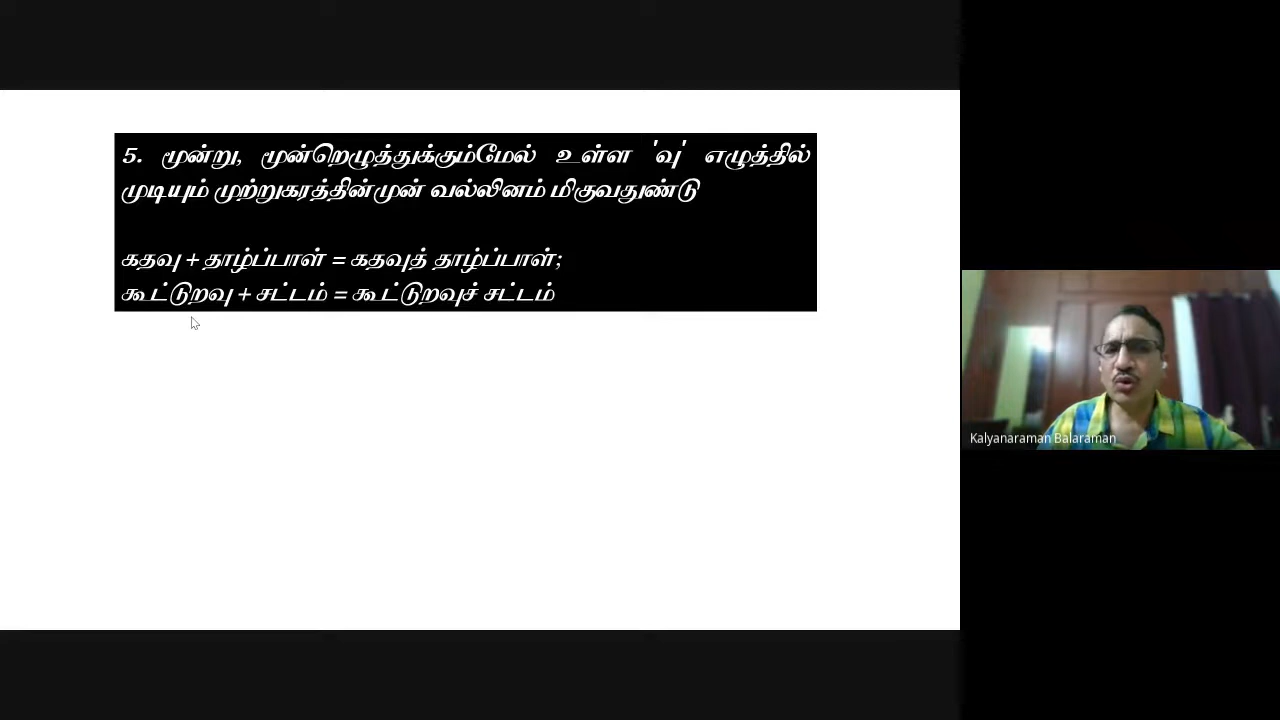 5. மூன்று, மூன்றெழுத்துக்கும்மேல் உள்ள 'வு' எழுத்தில்
முடியும் முற்றுகரத்தின்முன் வல்லினம் மிகுவதுண்டு
கதவு + தாழ்ப்பாள் = கதவுத் தாழ்ப்பாள்;
கூட்டுறவு + சட்டம் = கூட்டுறவுச் சட்டம்
Kalyanaraman Balaraman